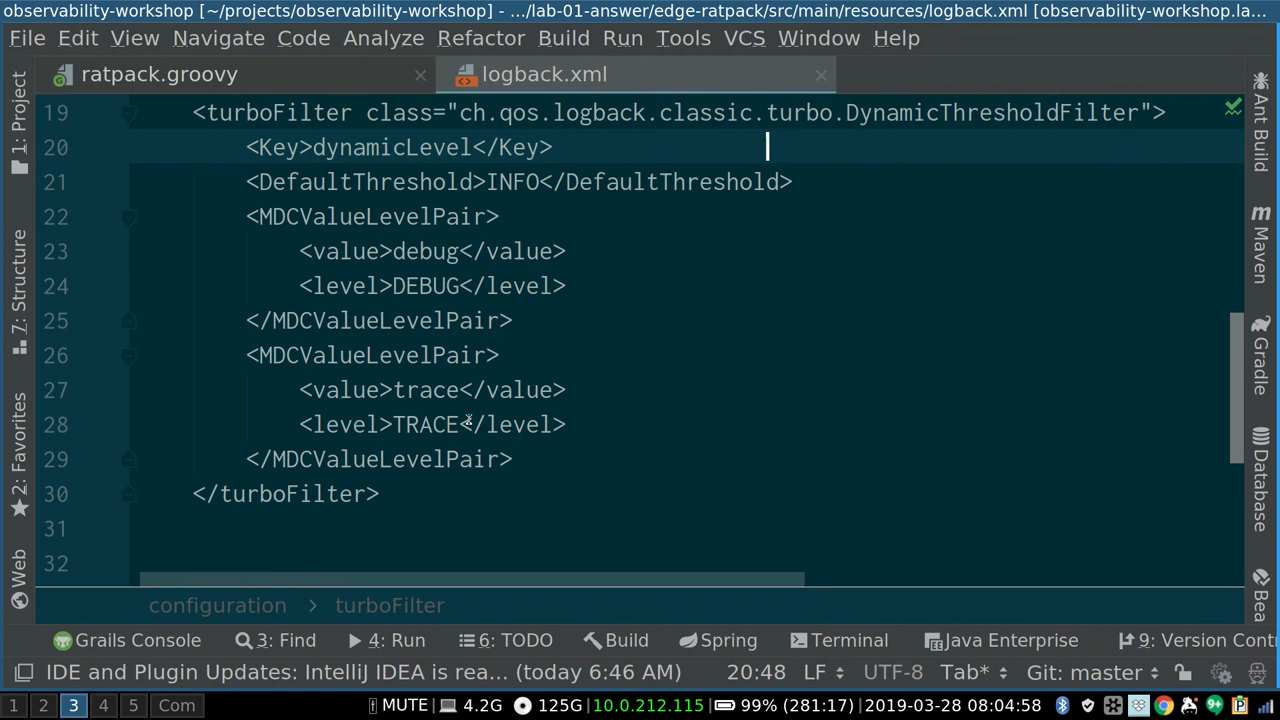 observability-workshop [~/projects/observability-workshop] - .../lab-01-answer/edge-ratpack/src/main/resources/logback.xml [observability-workshop.la...
File Edit View Navigate Code Analyze Refactor Build Run Tools VCS Window Help
ratpack.groovy logback.xml
19 <turboFilter class="ch.qos.logback.classic.turbo.DynamicThresholdFilter">
20 <Key>dynamicLevel</Key>
21 <DefaultThreshold>INFO</DefaultThreshold>
22 <MDCValueLevelPair>
23 <value>debug</value>
24 <level>DEBUG</level>
25 </MDCValueLevelPair>
26 <MDCValueLevelPair>
27 <value>trace</value>
28 <level>TRACE</level>
29 </MDCValueLevelPair>
30 </turboFilter>
31
32
configuration > turboFilter
1: Project
7: Structure
2: Favorites
Web
Ant Build
Maven
Gradle
Database
Bea
Grails Console 3: Find 4: Run 6: TODO Build Spring Terminal Java Enterprise 9: Version Contr
IDE and Plugin Updates: IntelliJ IDEA is rea... (today 6:46 AM) 20:48 LF UTF-8 Tab* Git: master
1 2 3 4 5 Com |MUTE| 4.2G| 125G|10.0.212.115| 99% (281:17)|2019-03-28 08:04:58